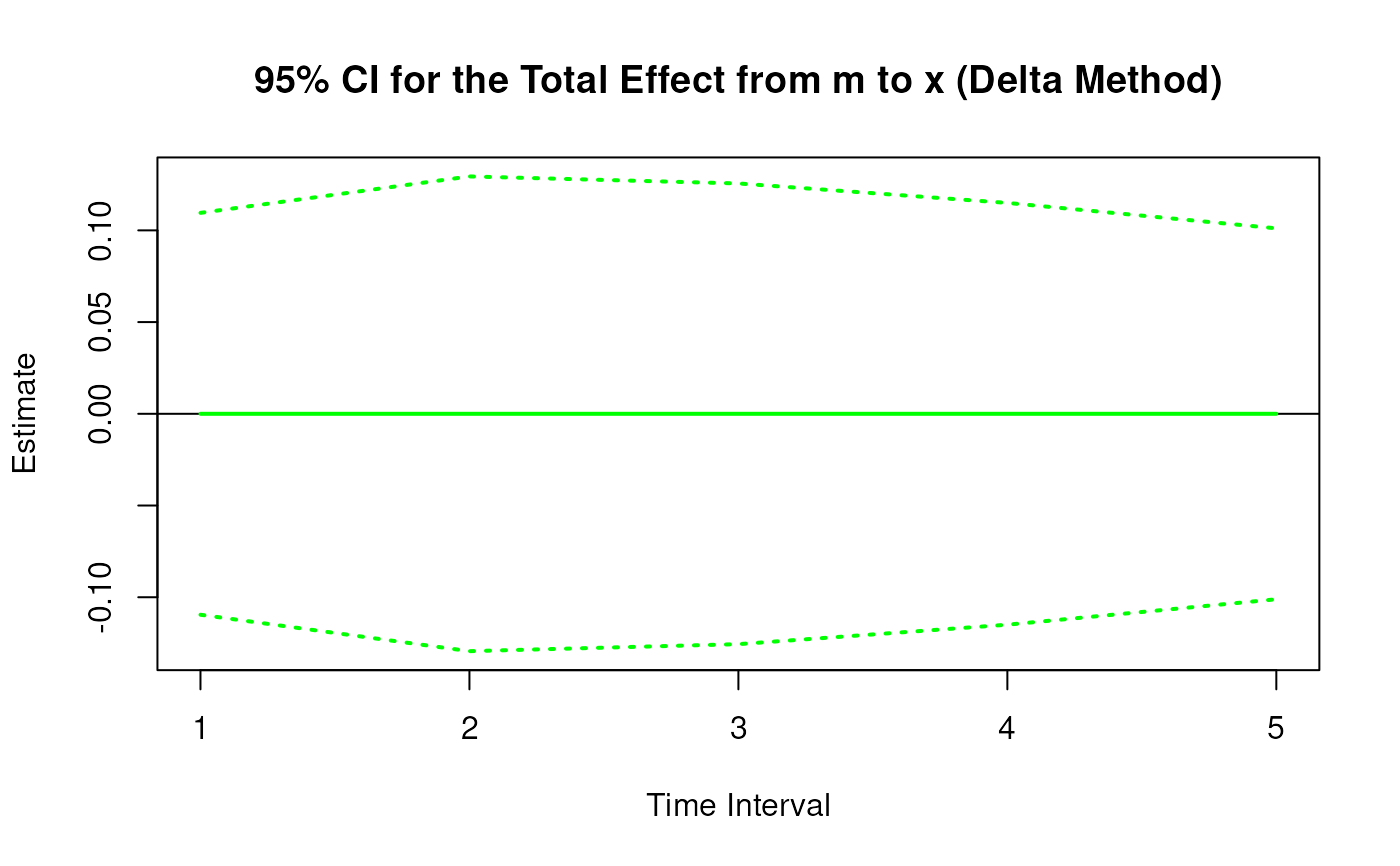 95% CI for the Total Effect from m to x (Delta Method)
Estimate
0.10
0.05
0.00
-0.10
1 2 3 4 5
Time Interval